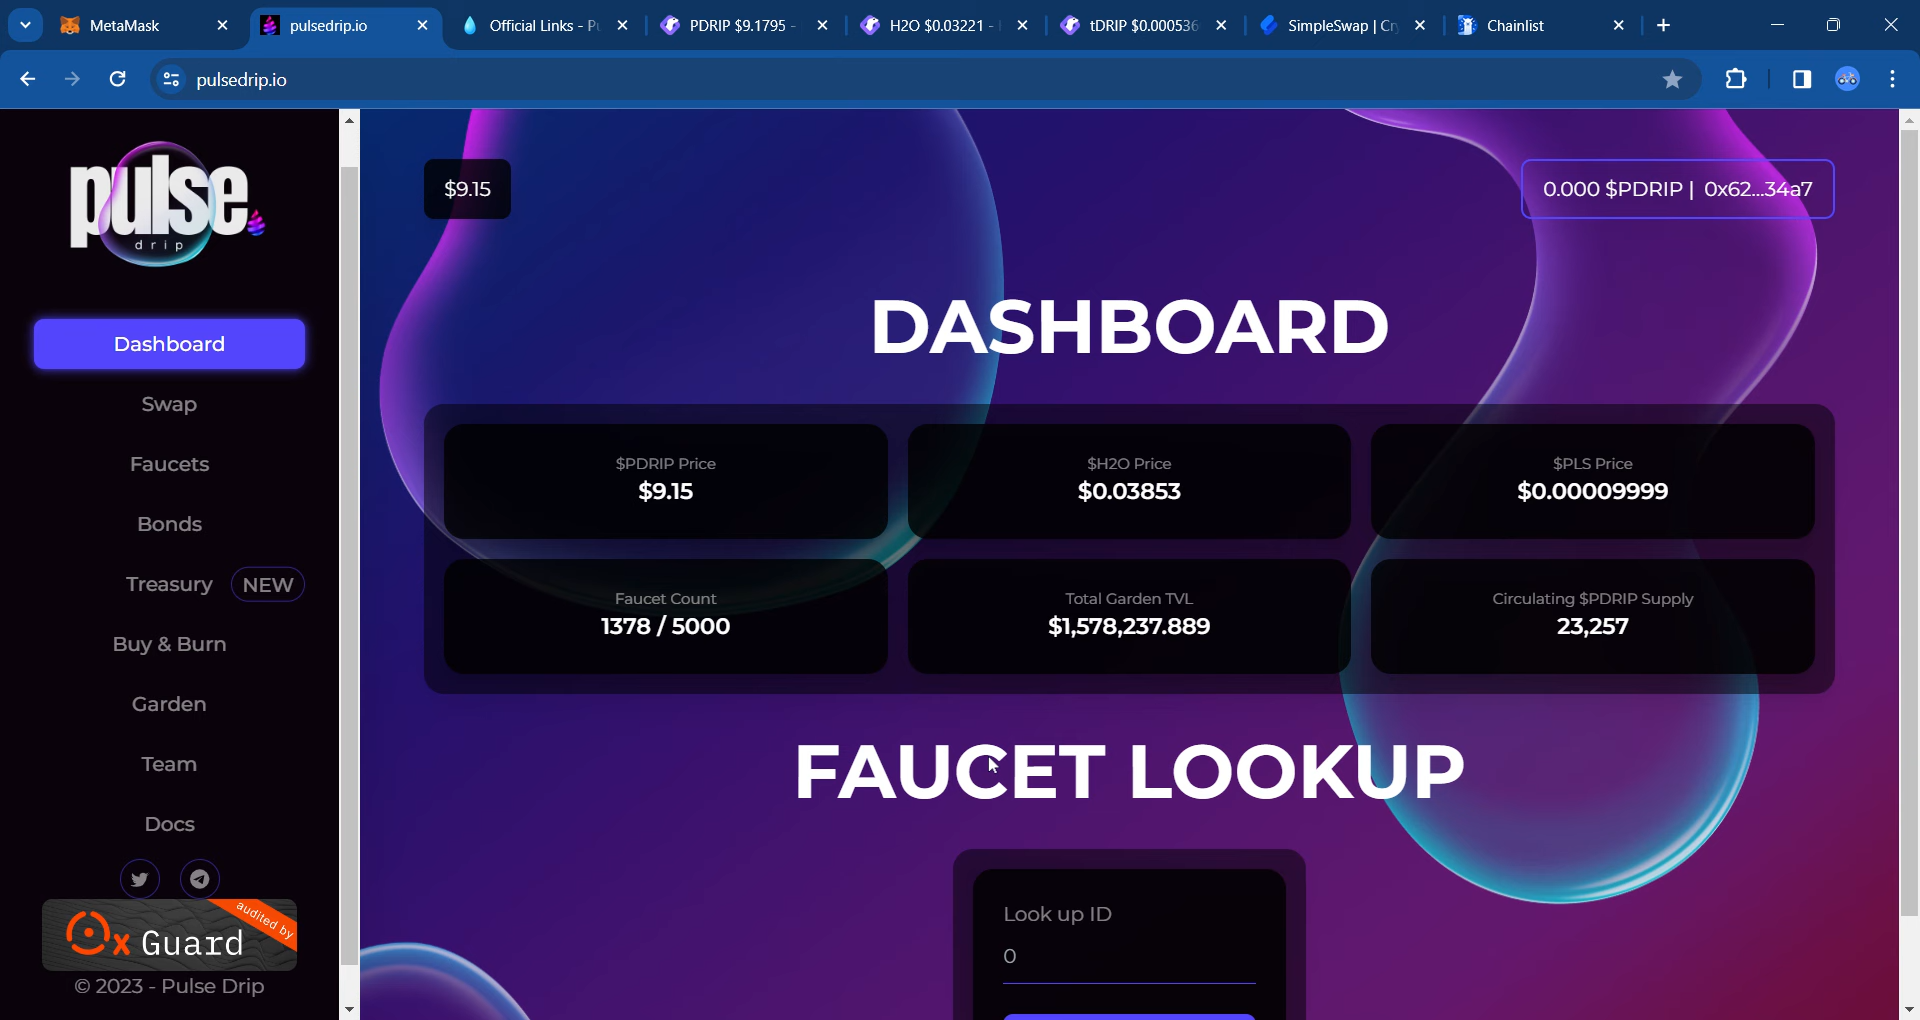 MetaMask
pulsedrip.io
Official Links - Pu
PDRIP $9.1795 -
H2O $0.03221 -
tDRIP $0.000536
SimpleSwap | Cry
Chainlist
pulsedrip.io
pulse
drip
$9.15
0.000 $PDRIP | 0x62...34a7
Dashboard
Swap
Faucets
Bonds
Treasury NEW
Buy & Burn
Garden
Team
Docs
audited by
0x Guard
© 2023 - Pulse Drip
DASHBOARD
$PDRIP Price
$9.15
$H2O Price
$0.03853
$PLS Price
$0.00009999
Faucet Count
1378 / 5000
Total Garden TVL
$1,578,237.889
Circulating $PDRIP Supply
23,257
FAUCET LOOKUP
Look up ID
0